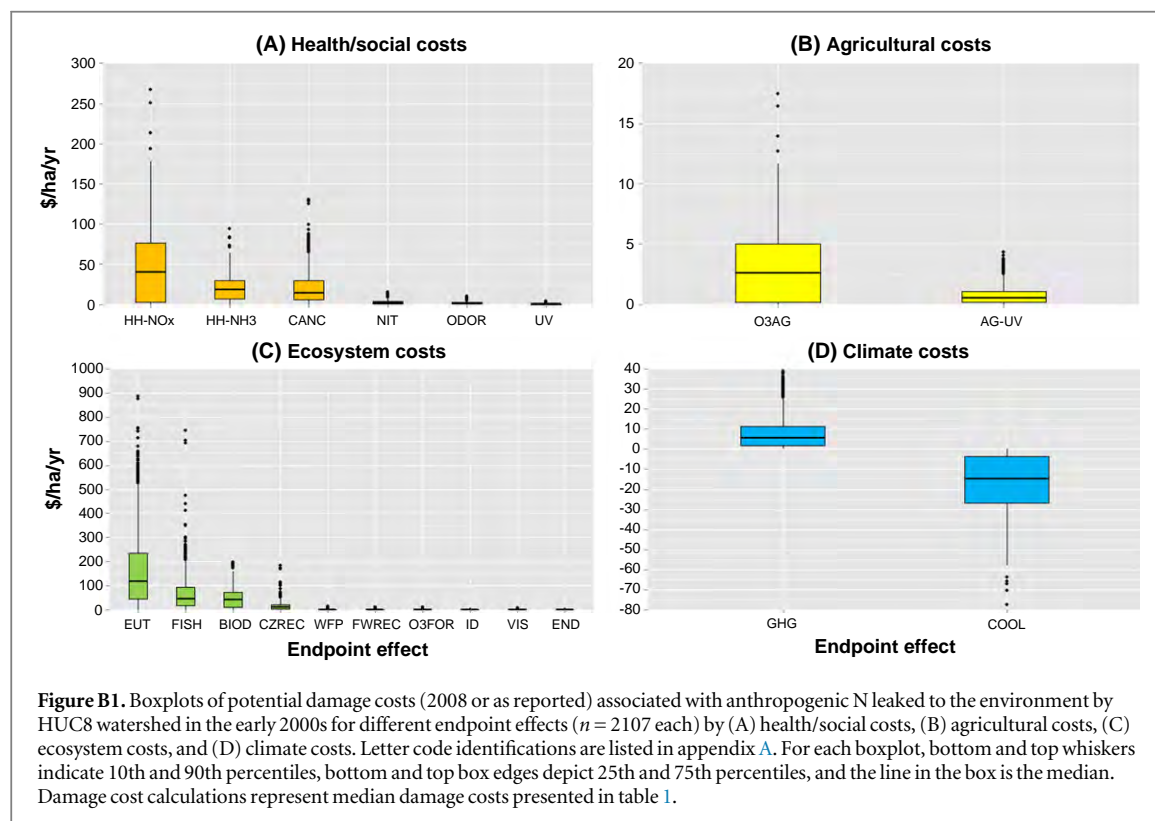 (A) Health/social costs
300
250
200
150
100
50
0
$/ha/yr
HH-NOx HH-NH3 CANC NIT ODOR UV
(B) Agricultural costs
20
15
10
5
0
O3AG AG-UV
(C) Ecosystem costs
1000
900
800
700
600
500
400
300
200
100
0
$/ha/yr
EUT FISH BIOD CZREC WFP FWREC O3FOR ID VIS END
Endpoint effect
(D) Climate costs
40
30
20
10
0
-10
-20
-30
-40
-50
-60
-70
-80
GHG COOL
Endpoint effect
Figure B1. Boxplots of potential damage costs (2008 or as reported) associated with anthropogenic N leaked to the environment by
HUC8 watershed in the early 2000s for different endpoint effects (n = 2107 each) by (A) health/social costs, (B) agricultural costs, (C)
ecosystem costs, and (D) climate costs. Letter code identifications are listed in appendix A. For each boxplot, bottom and top whiskers
indicate 10th and 90th percentiles, bottom and top box edges depict 25th and 75th percentiles, and the line in the box is the median.
Damage cost calculations represent median damage costs presented in table 1.